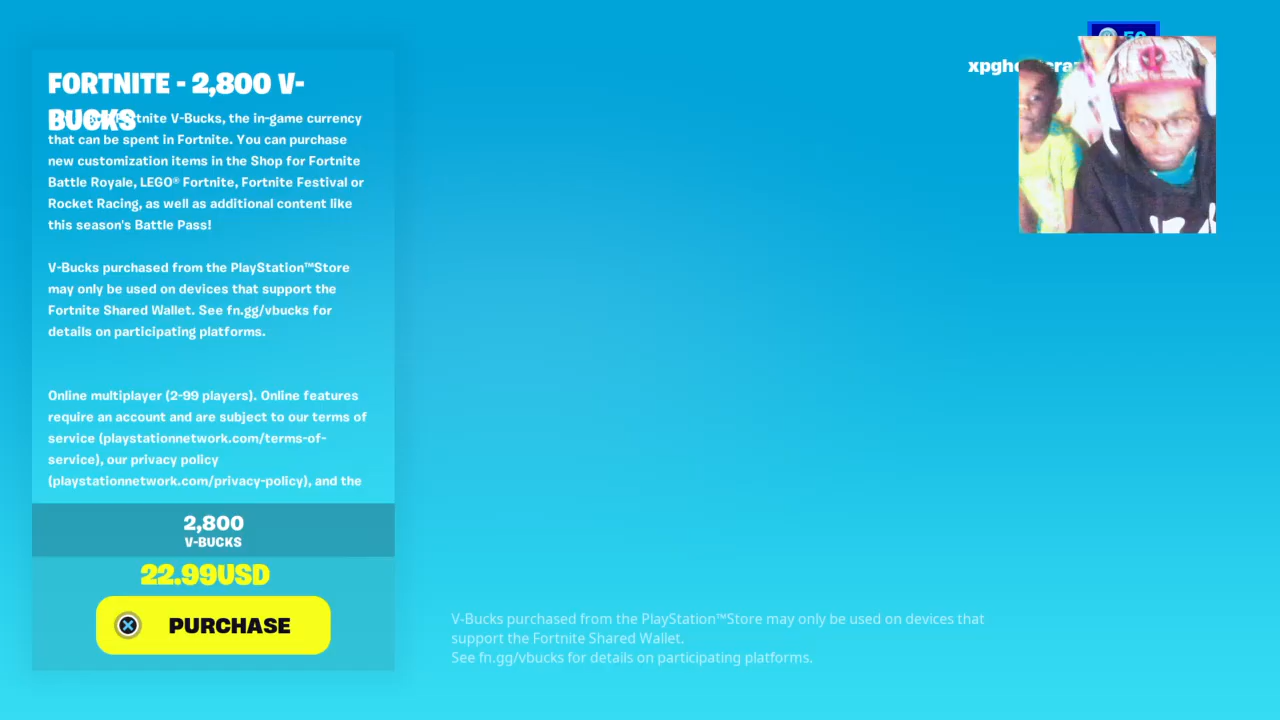 FORTNITE - 2,800 V-
BUCKS
Fortnite V-Bucks, the in-game currency
that can be spent in Fortnite. You can purchase
new customization items in the Shop for Fortnite
Battle Royale, LEGO® Fortnite, Fortnite Festival or
Rocket Racing, as well as additional content like
this season's Battle Pass!
V-Bucks purchased from the PlayStation™Store
may only be used on devices that support the
Fortnite Shared Wallet. See fn.gg/vbucks for
details on participating platforms.
Online multiplayer (2-99 players). Online features
require an account and are subject to our terms of
service (playstationnetwork.com/terms-of-
service), our privacy policy
(playstationnetwork.com/privacy-policy), and the
2,800
V-BUCKS
22.99USD
PURCHASE
50
V-Bucks purchased from the PlayStation™Store may only be used on devices that
support the Fortnite Shared Wallet.
See fn.gg/vbucks for details on participating platforms.